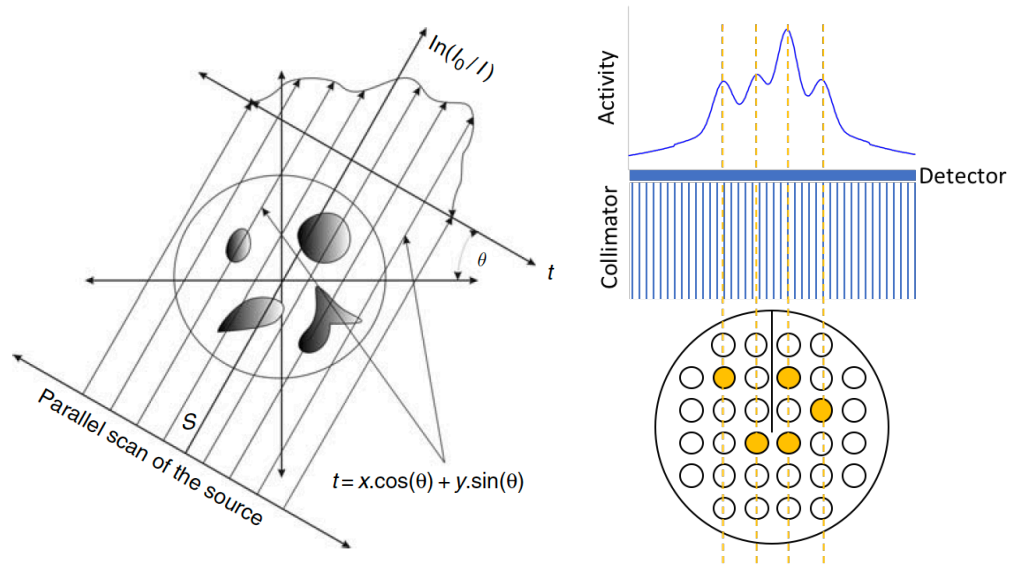 ln(I₀ / I)
t
θ
S
Parallel scan of the source
t = x.cos(θ) + y.sin(θ)
Activity
Detector
Collimator